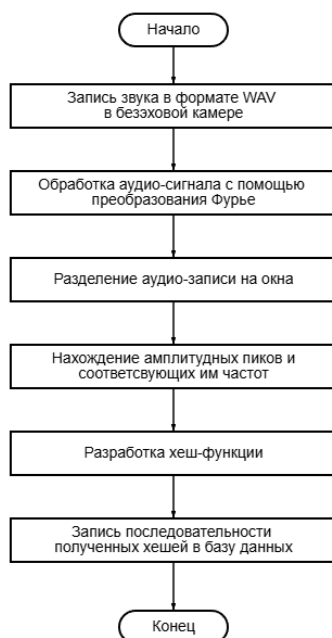 Начало
Запись звука в формате WAV
в безэховой камере
Обработка аудио-сигнала с помощью
преобразования Фурье
Разделение аудио-записи на окна
Нахождение амплитудных пиков и
соответсвующих им частот
Разработка хеш-функции
Запись последовательности
полученных хешей в базу данных
Конец